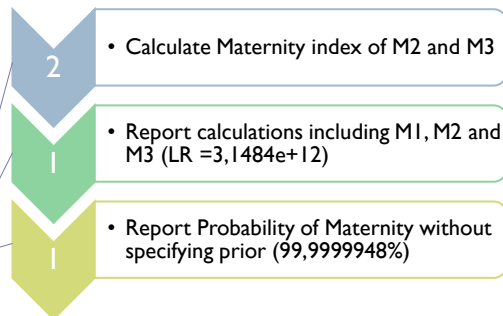 2
• Calculate Maternity index of M2 and M3
1
• Report calculations including M1, M2 and
M3 (LR =3,1484e+12)
1
• Report Probability of Maternity without
specifying prior (99,9999948%)